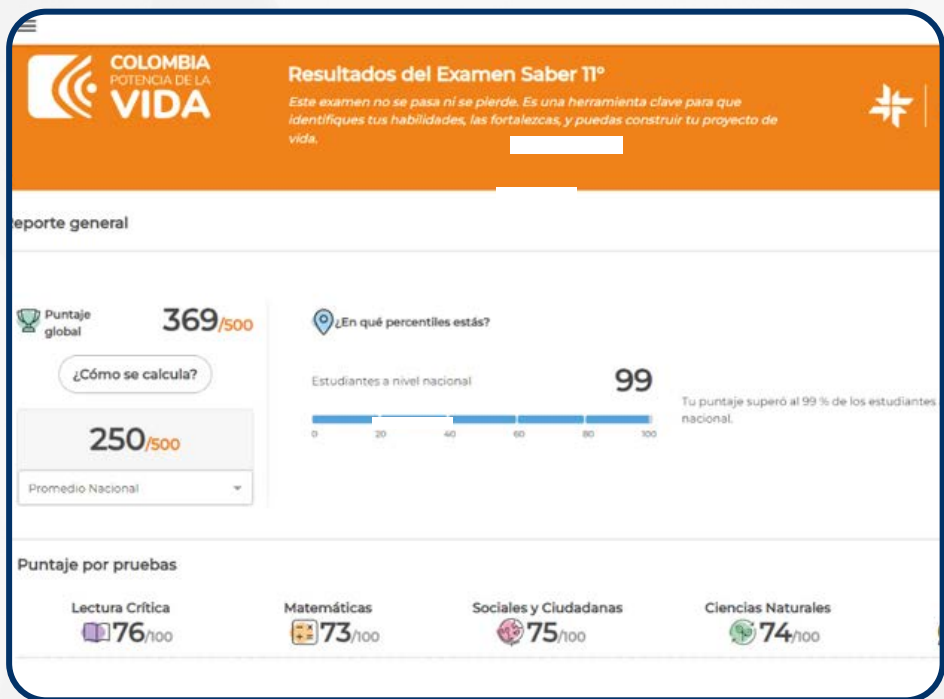 COLOMBIA
POTENCIA DE LA
VIDA
Resultados del Examen Saber 11°
Este examen no se pasa ni se pierde. Es una herramienta clave para que
identifiques tus habilidades, las fortalezcas, y puedas construir tu proyecto de
vida.
eporte general
Puntaje
global
369/500
¿Cómo se calcula?
250/500
Promedio Nacional
¿En qué percentiles estás?
Estudiantes a nivel nacional
99
Tu puntaje superó al 99 % de los estudiantes
nacional.
0 20 40 60 80 100
Puntaje por pruebas
Lectura Crítica
76/100
Matemáticas
73/100
Sociales y Ciudadanas
75/100
Ciencias Naturales
74/100